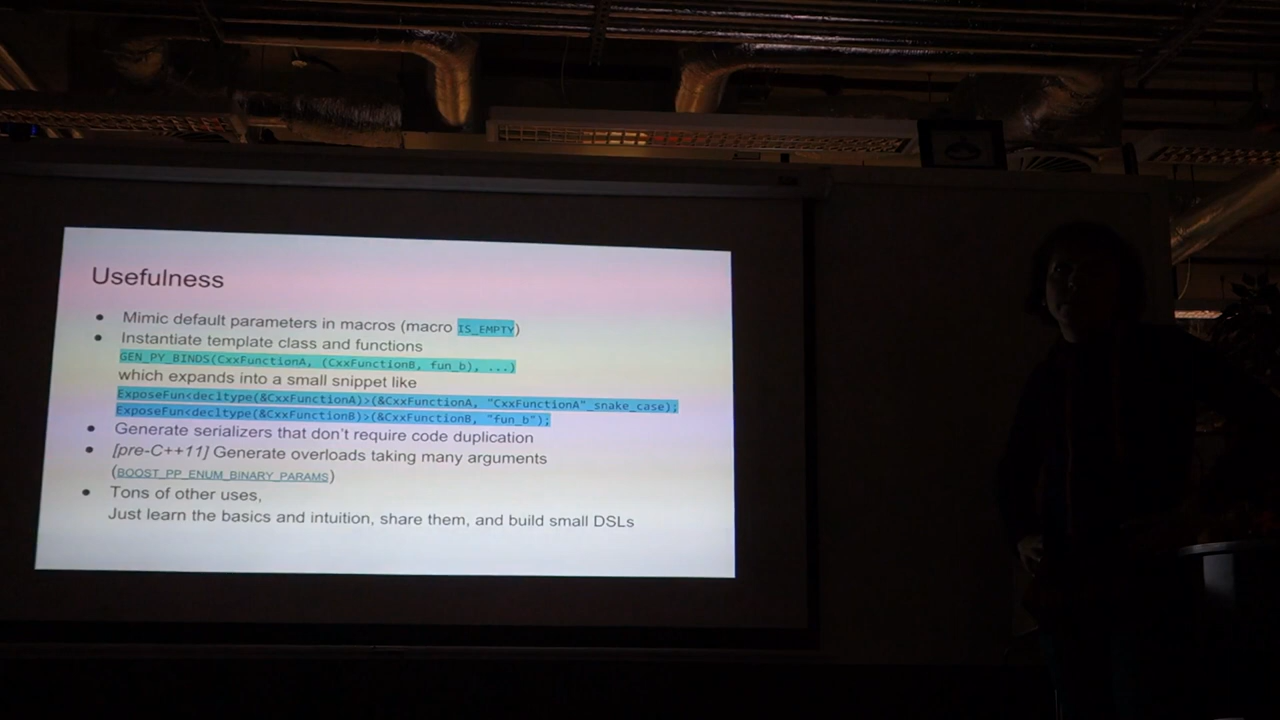 Usefulness
● Mimic default parameters in macros (macro IS_EMPTY)
● Instantiate template class and functions
GEN_PY_BINDS(CxxFunctionA, (CxxFunctionB, fun_b), ...)
which expands into a small snippet like
ExposeFun<decltype(&CxxFunctionA)>(&CxxFunctionA, "CxxFunctionA"_snake_case);
ExposeFun<decltype(&CxxFunctionB)>(&CxxFunctionB, "fun_b");
● Generate serializers that don't require code duplication
● [pre-C++11] Generate overloads taking many arguments
(BOOST_PP_ENUM_BINARY_PARAMS)
● Tons of other uses,
Just learn the basics and intuition, share them, and build small DSLs